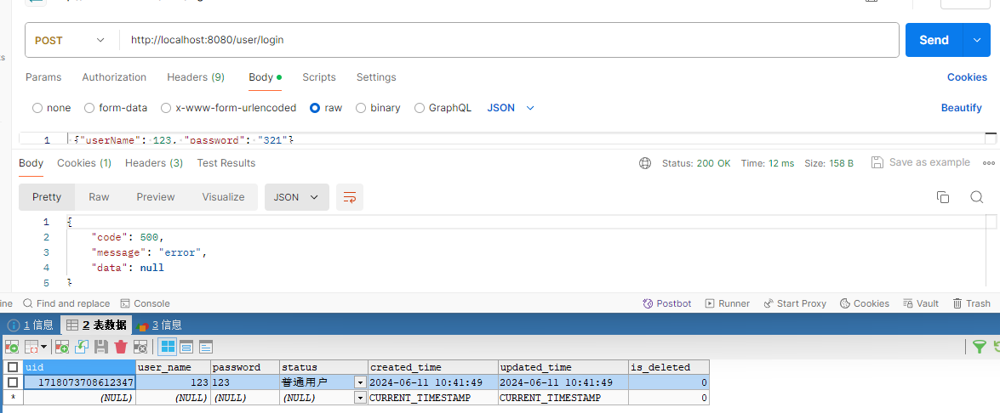 POST
http://localhost:8080/user/login
Send
Params Authorization Headers (9) Body Scripts Settings Cookies
none form-data x-www-form-urlencoded raw binary GraphQL JSON Beautify
1 {"userName": 123, "password": "321"}
Body Cookies (1) Headers (3) Test Results Status: 200 OK Time: 12 ms Size: 158 B Save as example
Pretty Raw Preview Visualize JSON
1 {
2 "code": 500,
3 "message": "error",
4 "data": null
5 }
ine Find and replace Console Postbot Runner Start Proxy Cookies Vault Trash
1 信息 2 表数据 3 信息
uid user_name password status created_time updated_time is_deleted
1718073708612347 123 123 普通用户 2024-06-11 10:41:49 2024-06-11 10:41:49 0
* (NULL) (NULL) (NULL) (NULL) CURRENT_TIMESTAMP CURRENT_TIMESTAMP 0